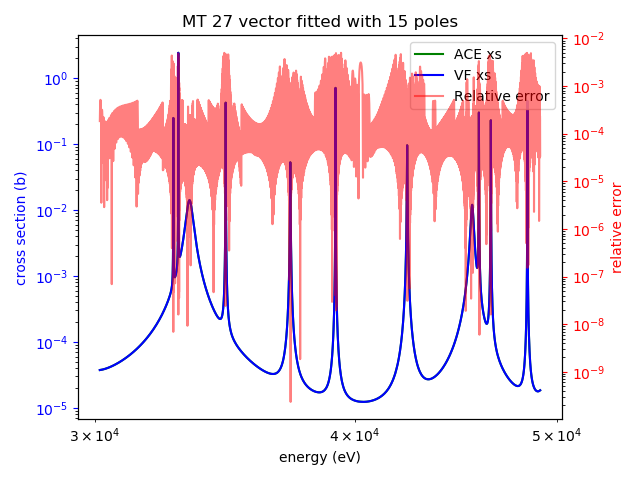 MT 27 vector fitted with 15 poles
cross section (b)
10⁰
10⁻¹
10⁻²
10⁻³
10⁻⁴
10⁻⁵
ACE xs
VF xs
Relative error
10⁻²
10⁻³
10⁻⁴
10⁻⁵
10⁻⁶
10⁻⁷
10⁻⁸
10⁻⁹
relative error
3 × 10⁴
4 × 10⁴
5 × 10⁴
energy (eV)